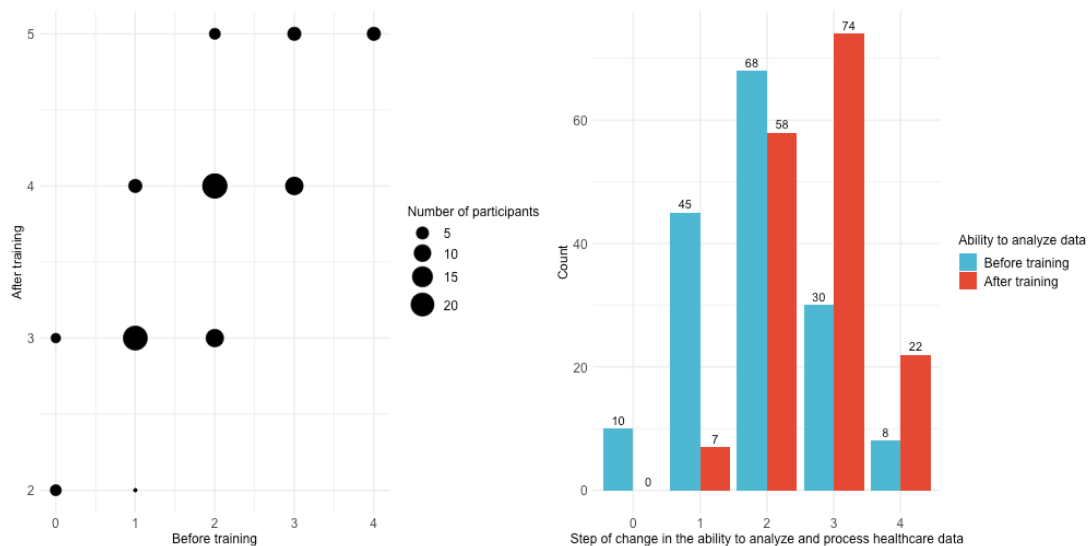 5
4
3
2
After training
0 1 2 3 4
Before training
Number of participants
5
10
15
20
60
40
20
0
Count
10 0
45 7
68 58
30 74
8 22
0 1 2 3 4
Step of change in the ability to analyze and process healthcare data
Ability to analyze data
Before training
After training